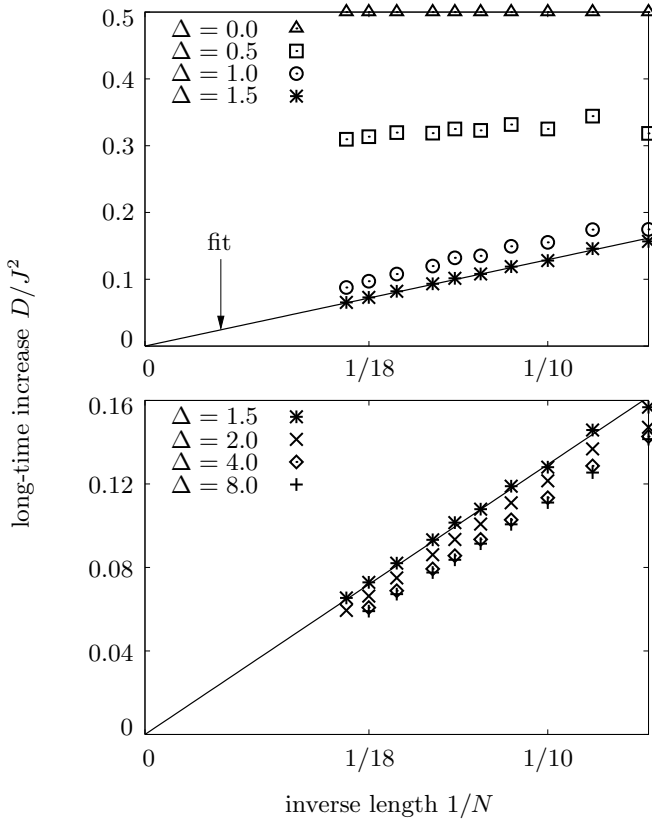 0.5
Δ = 0.0
Δ = 0.5
Δ = 1.0
Δ = 1.5
0.4
0.3
0.2
fit
0.1
0
0 1/18 1/10
long-time increase D/J²
0.16
Δ = 1.5
Δ = 2.0
Δ = 4.0
Δ = 8.0
0.12
0.08
0.04
0
0 1/18 1/10
inverse length 1/N